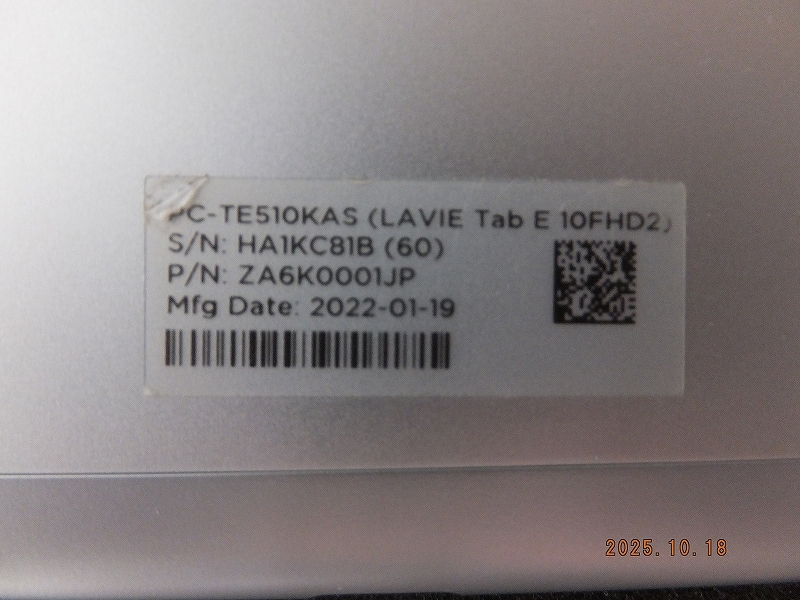 PC-TE510KAS (LAVIE Tab E 10FHD2)
S/N: HA1KC81B (60)
P/N: ZA6K0001JP
Mfg Date: 2022-01-19
2025.10.18